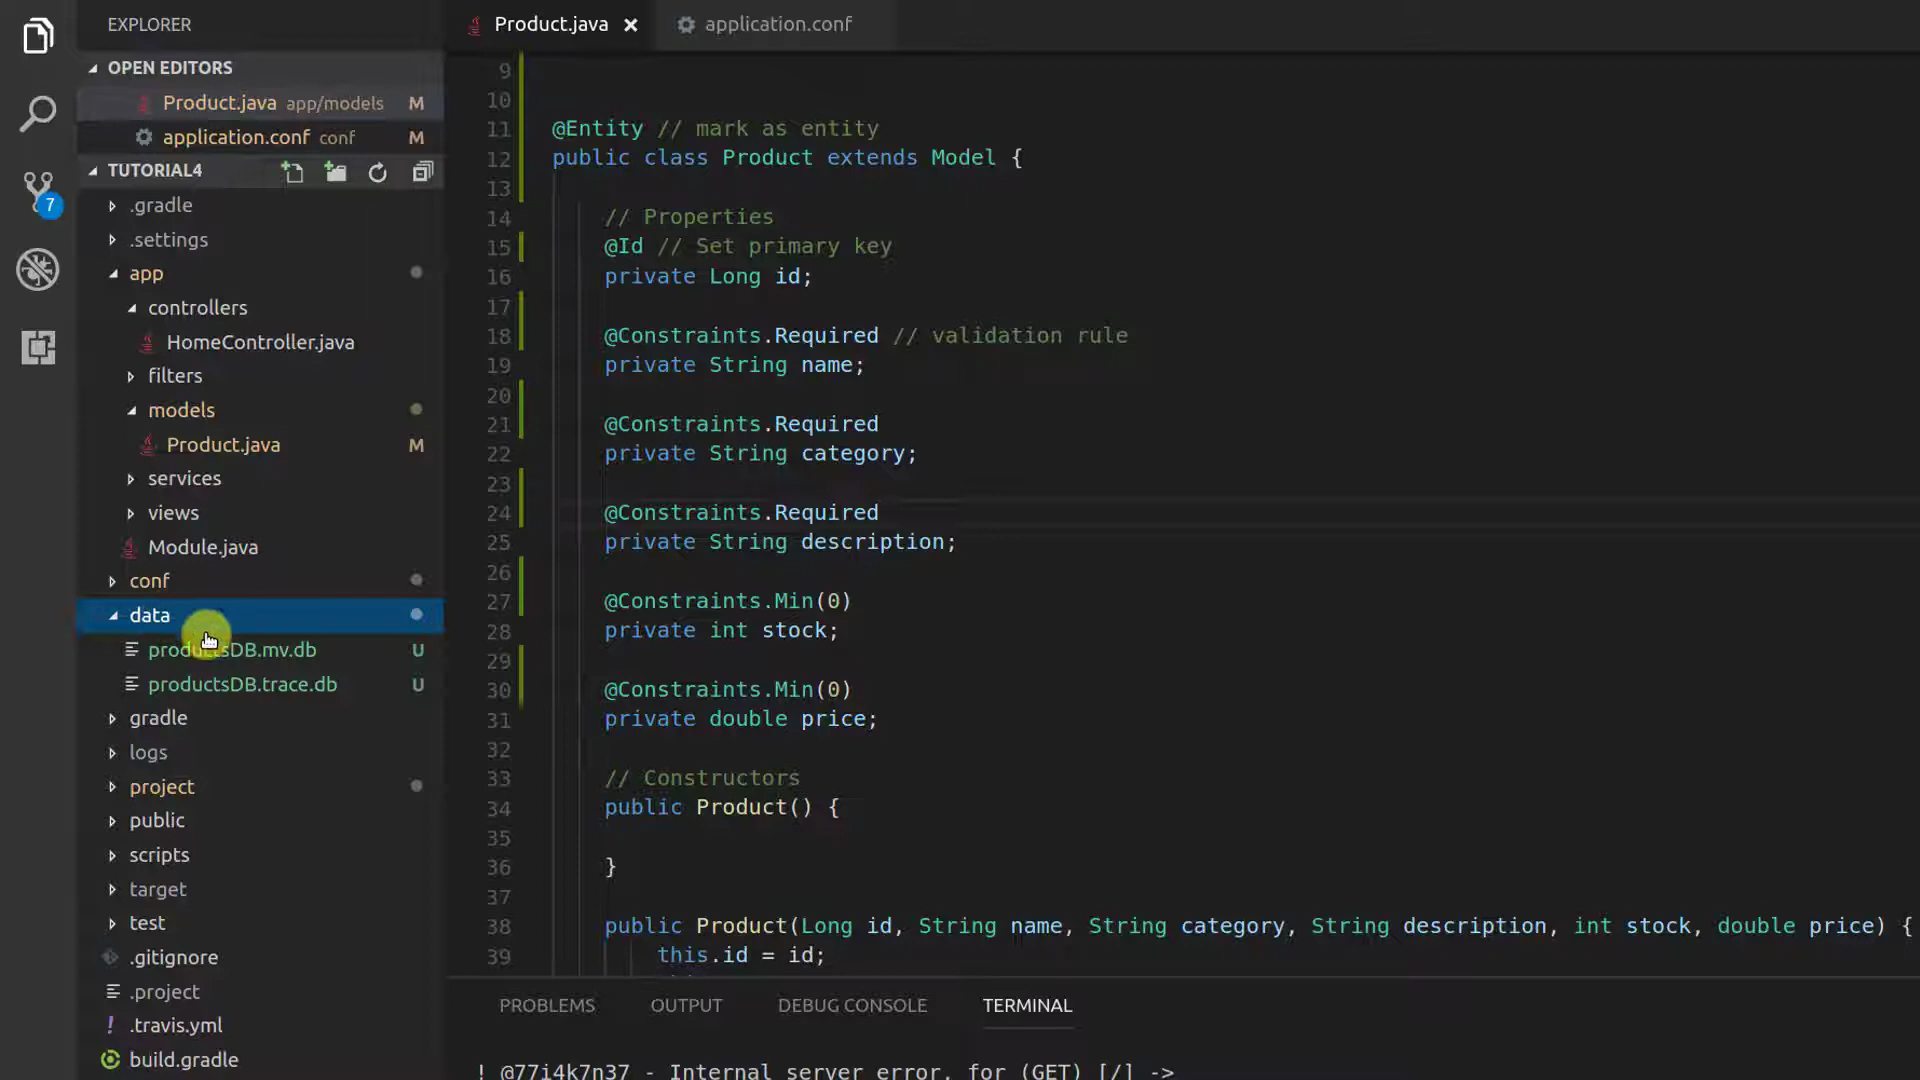 EXPLORER
OPEN EDITORS
Product.java app/models M
application.conf conf M
TUTORIAL4
.gradle
.settings
app
controllers
HomeController.java
filters
models
Product.java M
services
views
Module.java
conf
data
productsDB.mv.db U
productsDB.trace.db U
gradle
logs
project
public
scripts
target
test
.gitignore
.project
! .travis.yml
build.gradle
7
Product.java × application.conf
9
10
11 @Entity // mark as entity
12 public class Product extends Model {
13
14 // Properties
15 @Id // Set primary key
16 private Long id;
17
18 @Constraints.Required // validation rule
19 private String name;
20
21 @Constraints.Required
22 private String category;
23
24 @Constraints.Required
25 private String description;
26
27 @Constraints.Min(0)
28 private int stock;
29
30 @Constraints.Min(0)
31 private double price;
32
33 // Constructors
34 public Product() {
35
36 }
37
38 public Product(Long id, String name, String category, String description, int stock, double price) {
39 this.id = id;
PROBLEMS OUTPUT DEBUG CONSOLE TERMINAL
! @77i4k7n37 - Internal server error, for (GET) [/] ->